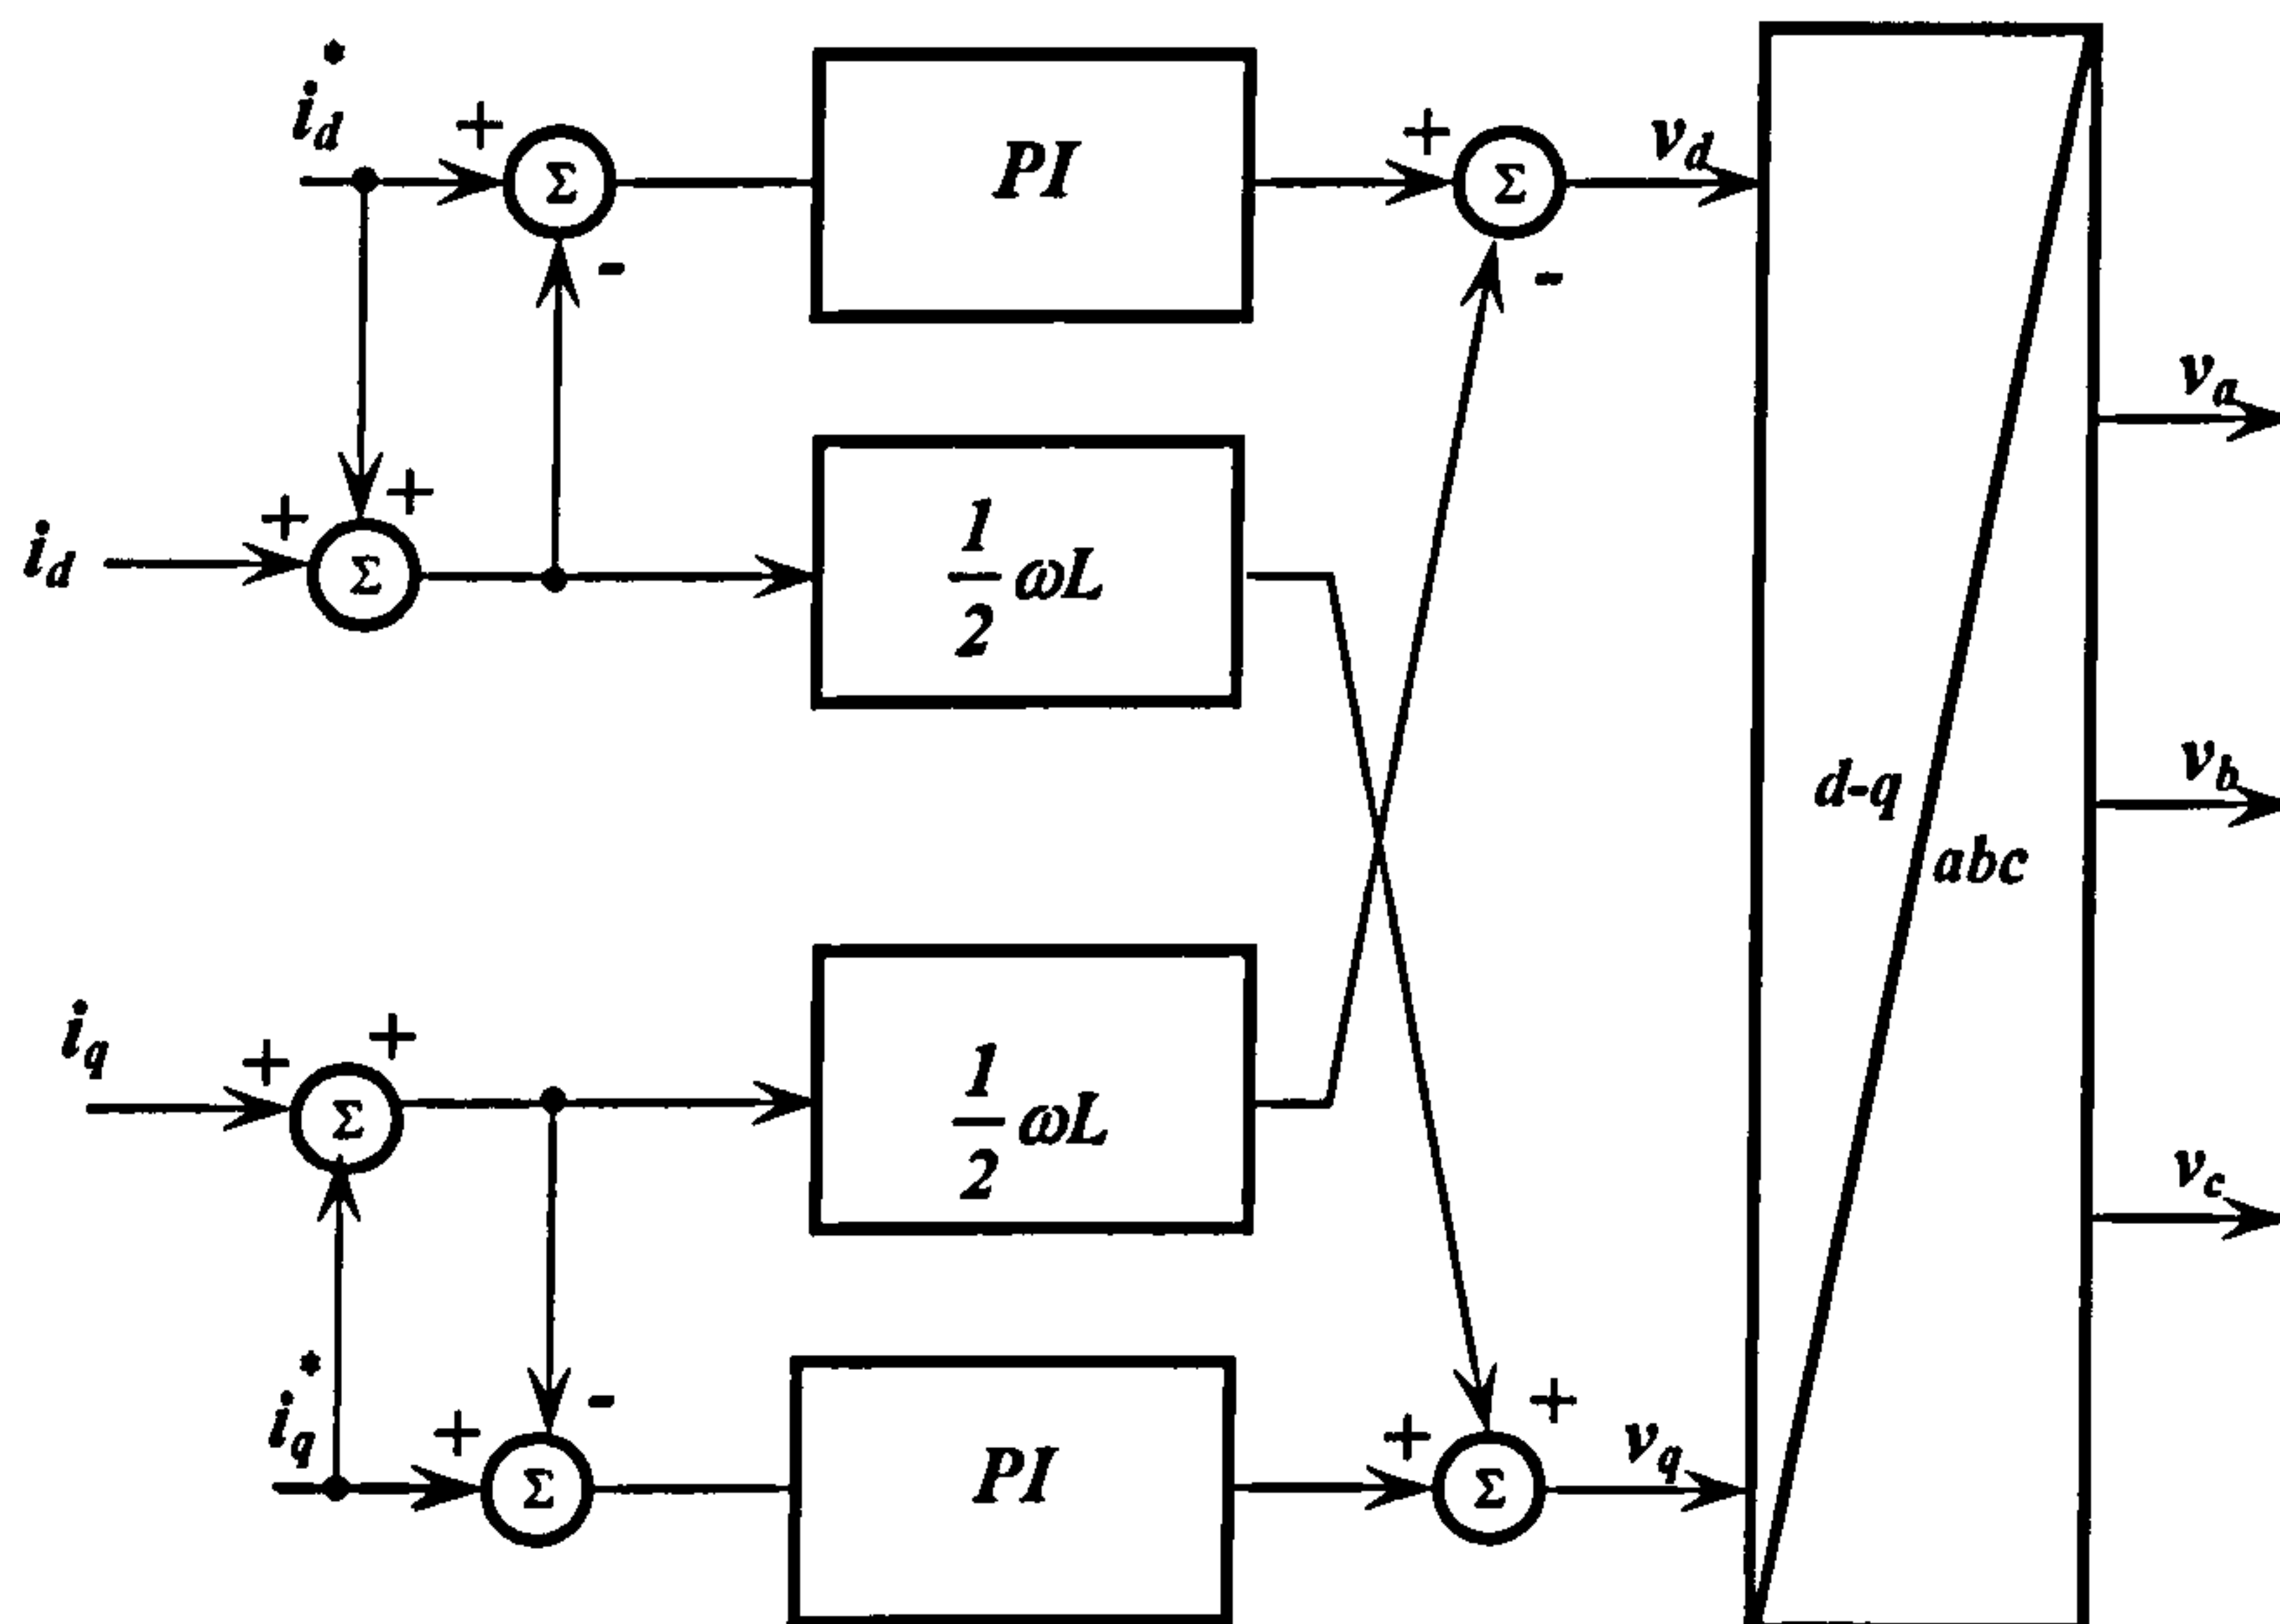 i_d^*
+
Σ
-
PI
+
Σ
-
v_d
v_a
i_d
+
+
Σ
1/2 ωL
d-q
abc
v_b
i_q
+
+
Σ
1/2 ωL
v_c
i_q^*
+
-
Σ
PI
+
+
Σ
v_q